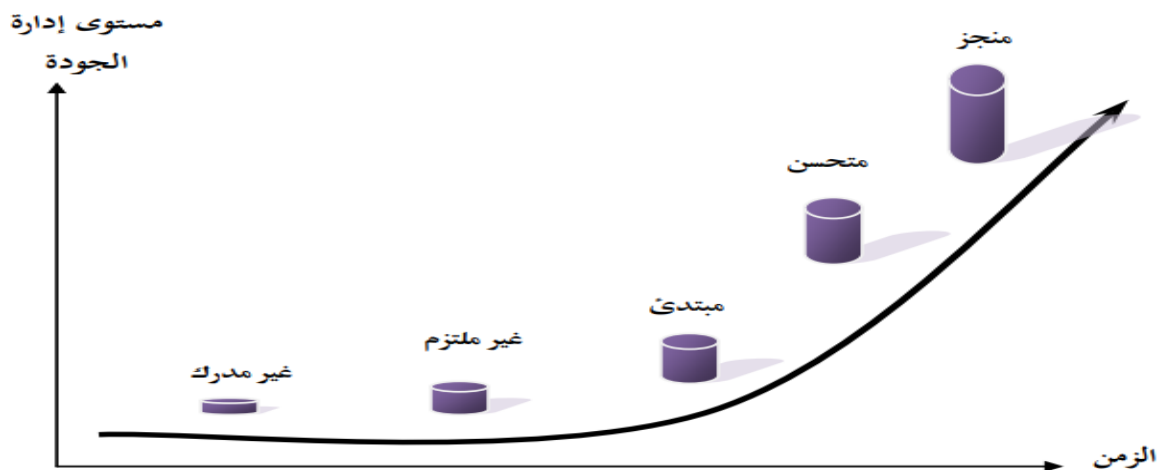 مستوى إدارة
الجودة
منجز
متحسن
مبتدئ
غير ملتزم
غير مدرك
الزمن